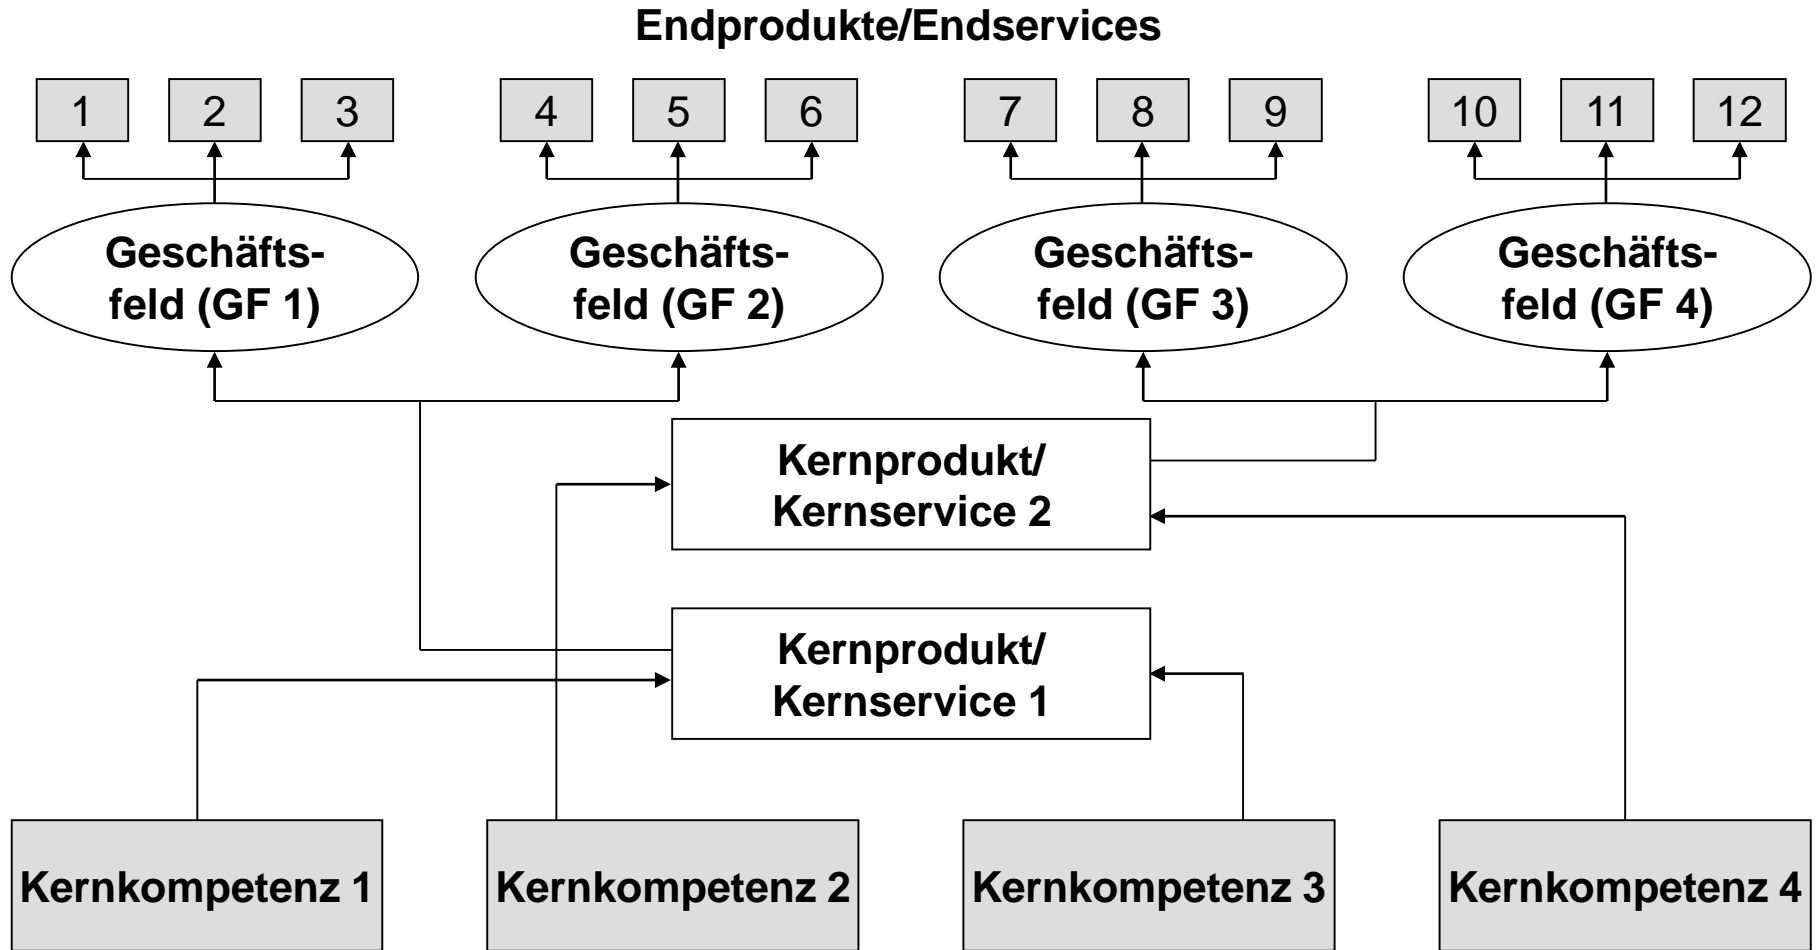 Endprodukte/Endservices
1 2 3 4 5 6 7 8 9 10 11 12
Geschäfts-
feld (GF 1)
Geschäfts-
feld (GF 2)
Geschäfts-
feld (GF 3)
Geschäfts-
feld (GF 4)
Kernprodukt/
Kernservice 2
Kernprodukt/
Kernservice 1
Kernkompetenz 1
Kernkompetenz 2
Kernkompetenz 3
Kernkompetenz 4